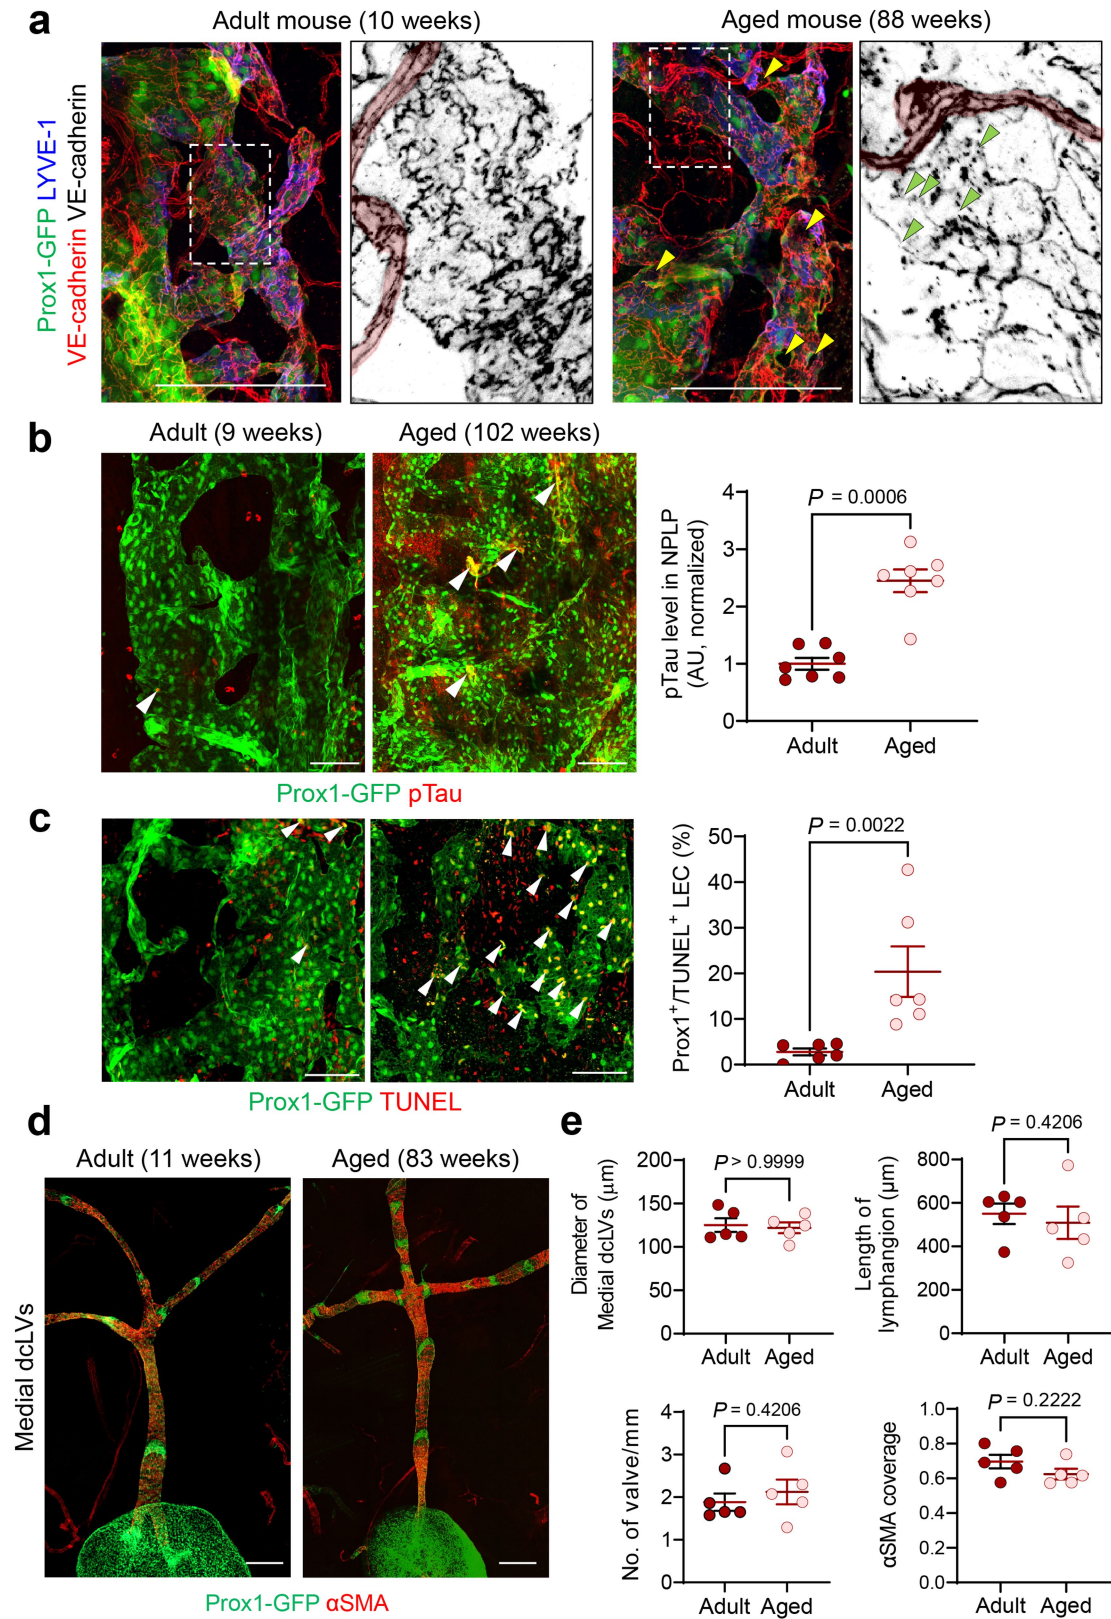 a
Adult mouse (10 weeks)
Aged mouse (88 weeks)
Prox1-GFP LYVE-1
VE-cadherin VE-cadherin
b
Adult (9 weeks)
Aged (102 weeks)
Prox1-GFP pTau
pTau level in NPLP
(AU, normalized)
4
3
2
1
0
P = 0.0006
Adult
Aged
c
Prox1-GFP TUNEL
Prox1+/TUNEL+ LEC (%)
50
40
30
20
10
0
P = 0.0022
Adult
Aged
d
Adult (11 weeks)
Aged (83 weeks)
Medial dcLVs
Prox1-GFP αSMA
e
Diameter of
Medial dcLVs (μm)
200
150
100
50
0
P > 0.9999
Adult
Aged
Length of
lymphangion (μm)
800
600
400
200
0
P = 0.4206
Adult
Aged
No. of valve/mm
4
3
2
1
0
P = 0.4206
Adult
Aged
αSMA coverage
1.0
0.8
0.6
0.4
0.2
0.0
P = 0.2222
Adult
Aged